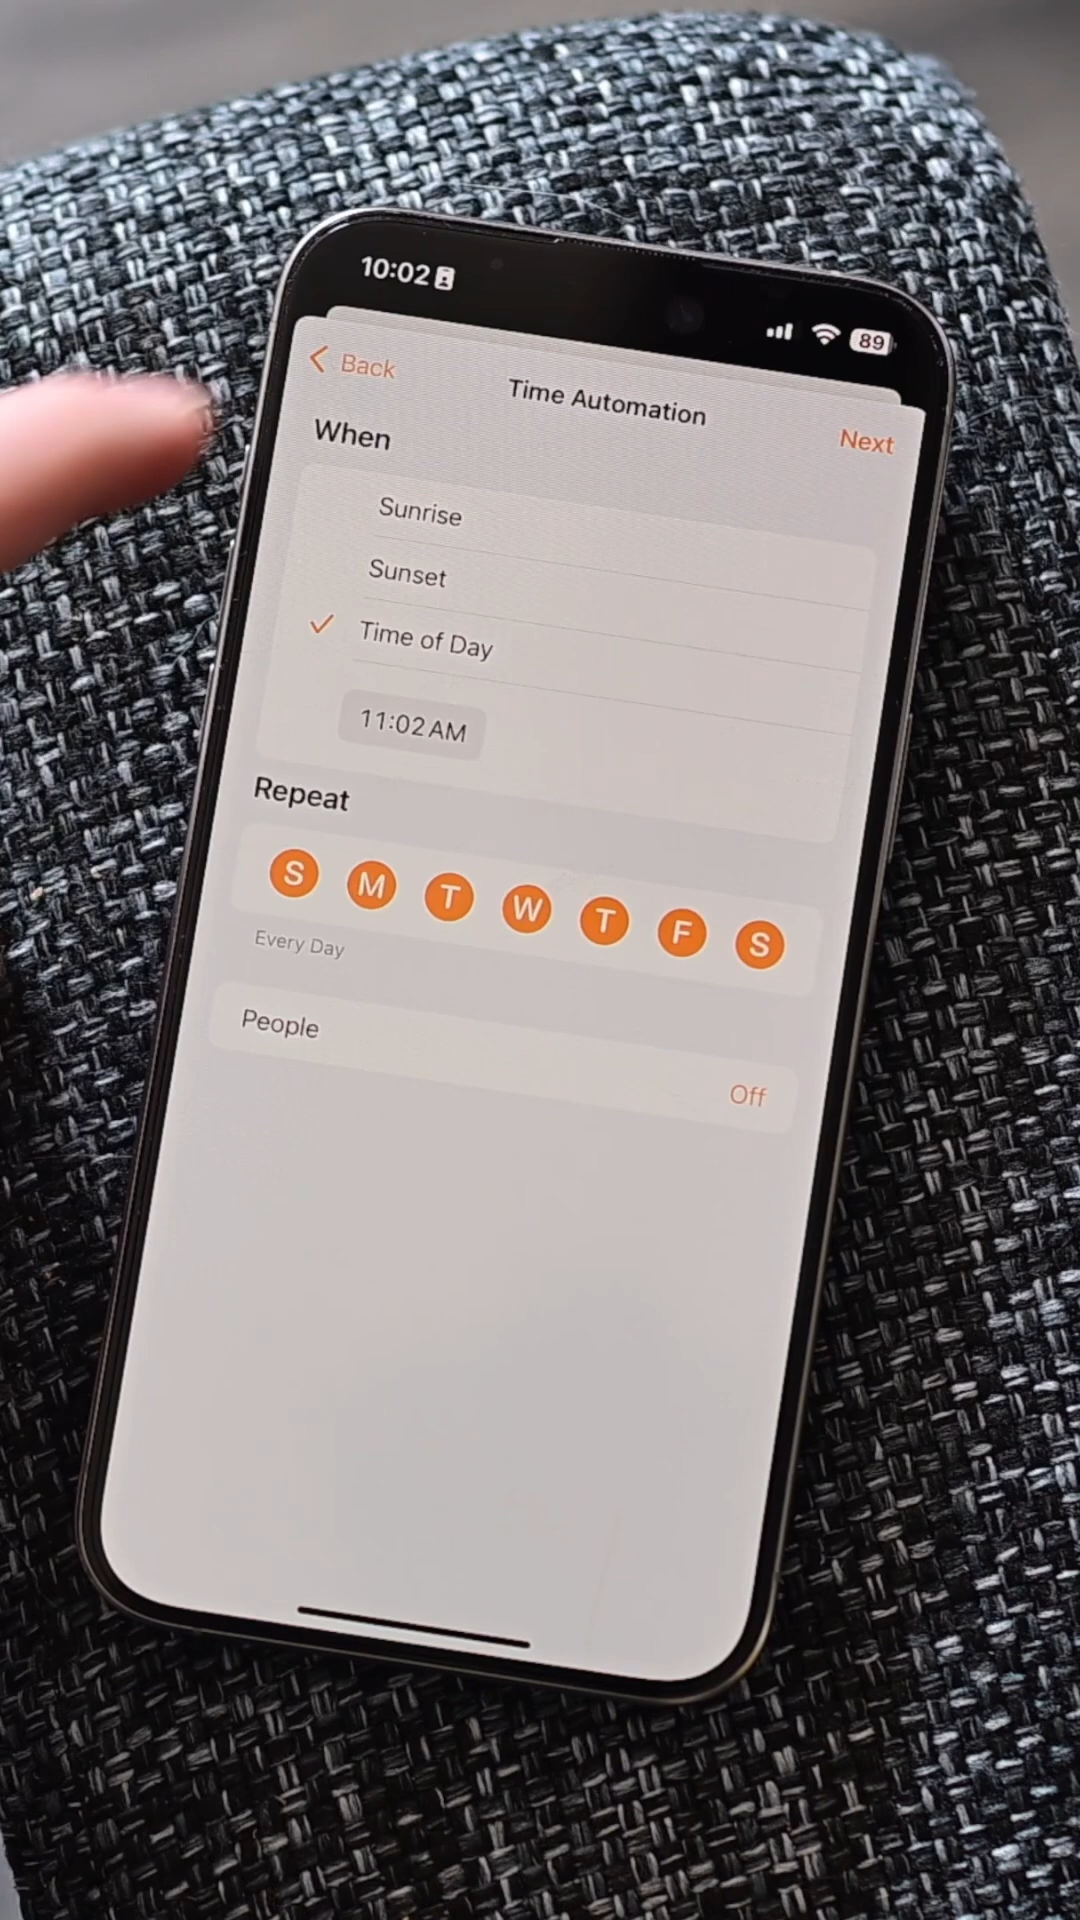 10:02
89
Back
Time Automation
Next
When
Sunrise
Sunset
Time of Day
11:02 AM
Repeat
S M T W T F S
Every Day
People
Off